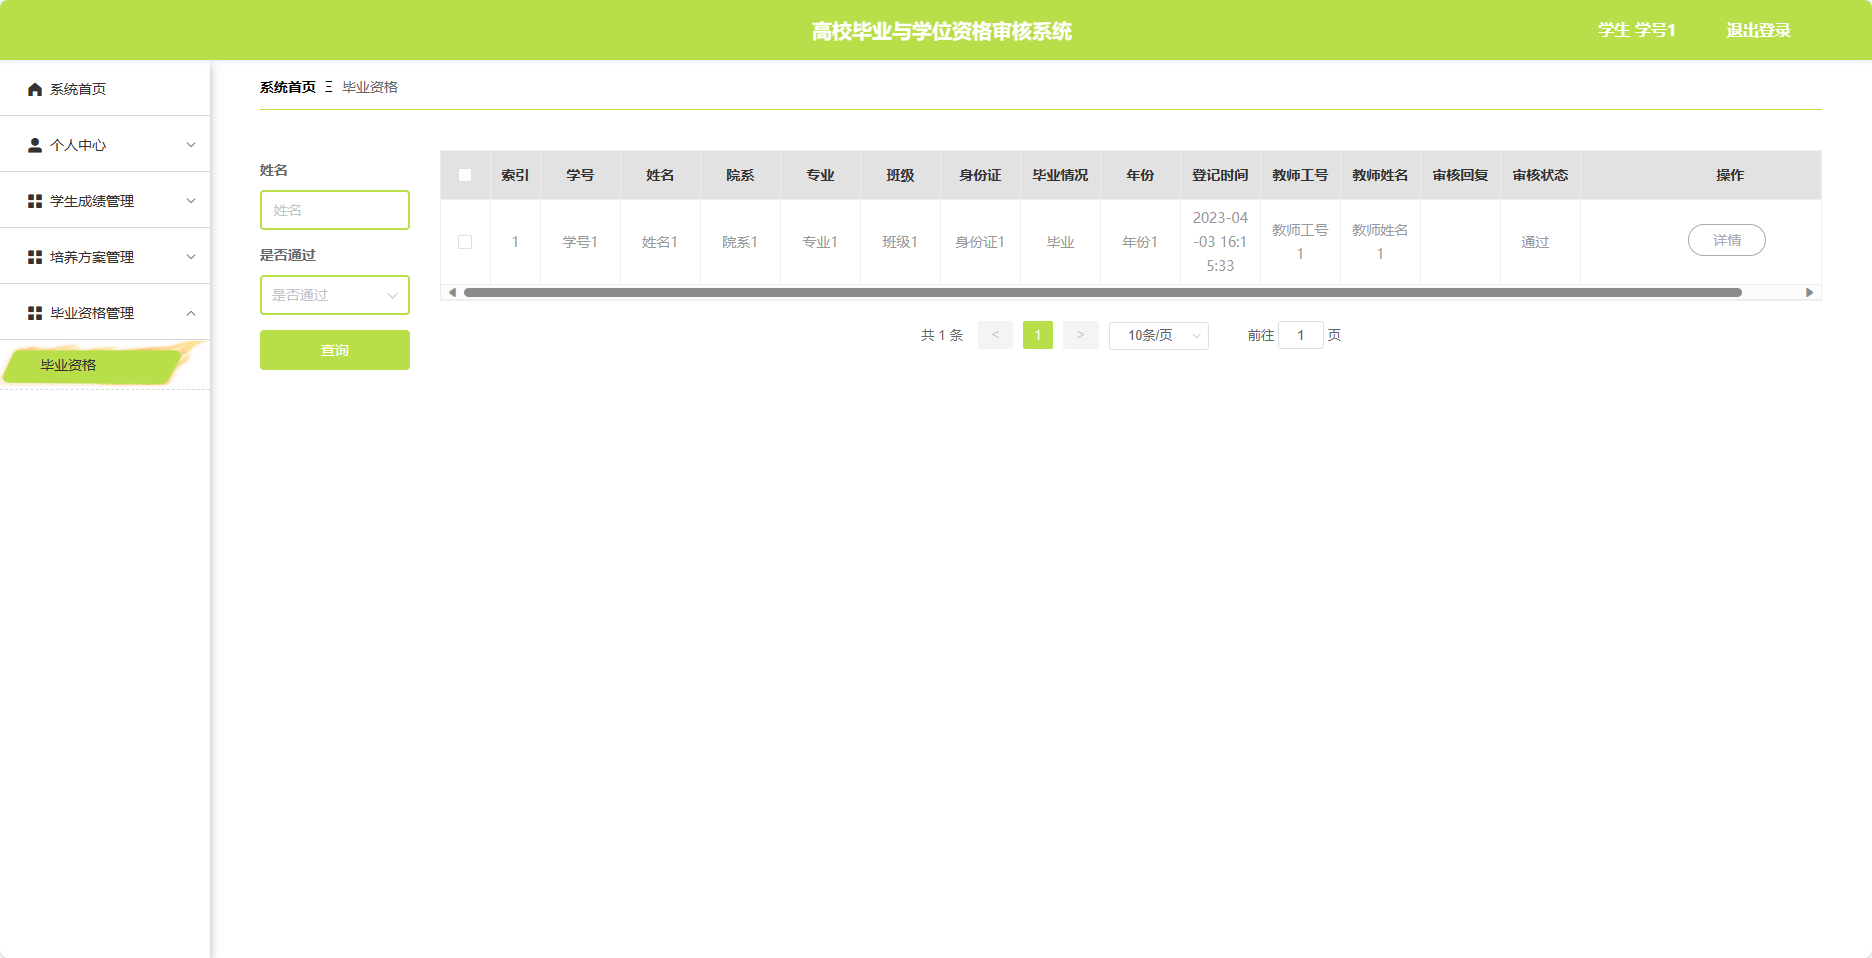 高校毕业与学位资格审核系统
学生 学号1
退出登录
系统首页
个人中心
学生成绩管理
培养方案管理
毕业资格管理
毕业资格
系统首页 Ξ 毕业资格
姓名
姓名
是否通过
是否通过
查询
索引 学号 姓名 院系 专业 班级 身份证 毕业情况 年份 登记时间 教师工号 教师姓名 审核回复 审核状态 操作
1 学号1 姓名1 院系1 专业1 班级1 身份证1 毕业 年份1 2023-04-03 16:15:33 教师工号1 教师姓名1 通过 详情
共 1 条 < 1 > 10条/页 前往 1 页